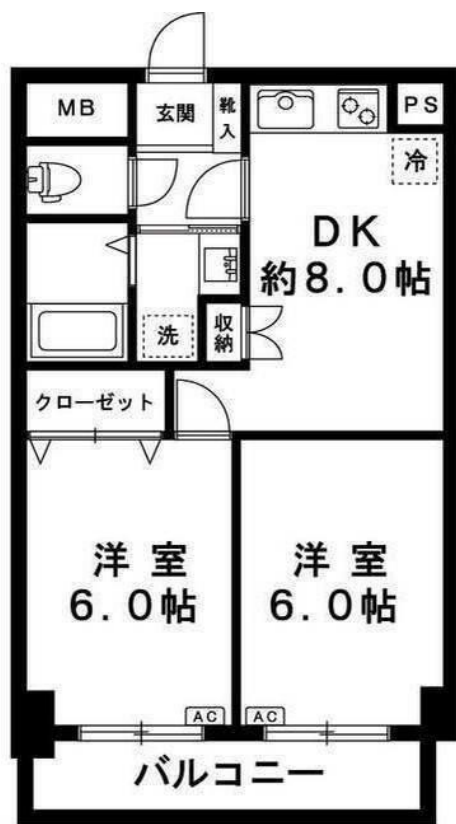 MB
玄関
靴入
PS
冷
DK
約8.0帖
洗
収納
クローゼット
洋室
6.0帖
洋室
6.0帖
AC
AC
バルコニー